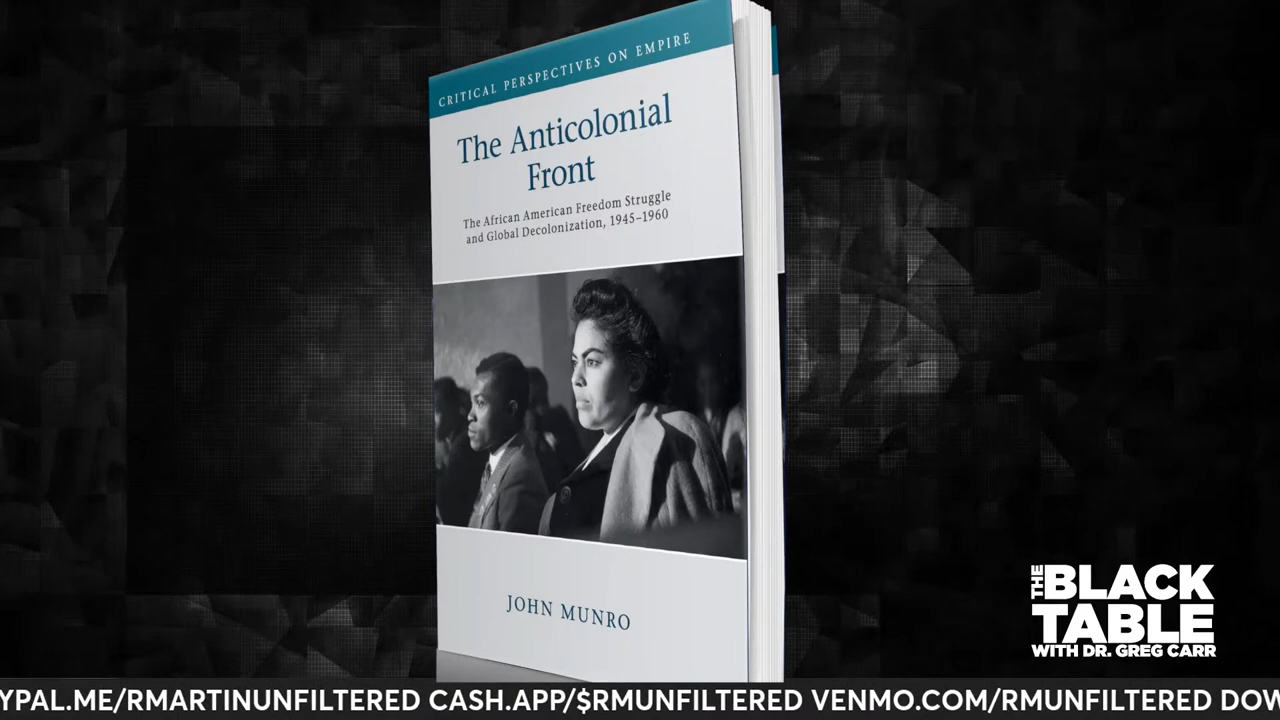 CRITICAL PERSPECTIVES ON EMPIRE
The Anticolonial
Front
The African American Freedom Struggle
and Global Decolonization, 1945–1960
JOHN MUNRO
THE
BLACK
TABLE
WITH DR. GREG CARR
YPAL.ME/RMARTINUNFILTERED CASH.APP/$RMUNFILTERED VENMO.COM/RMUNFILTERED DOW